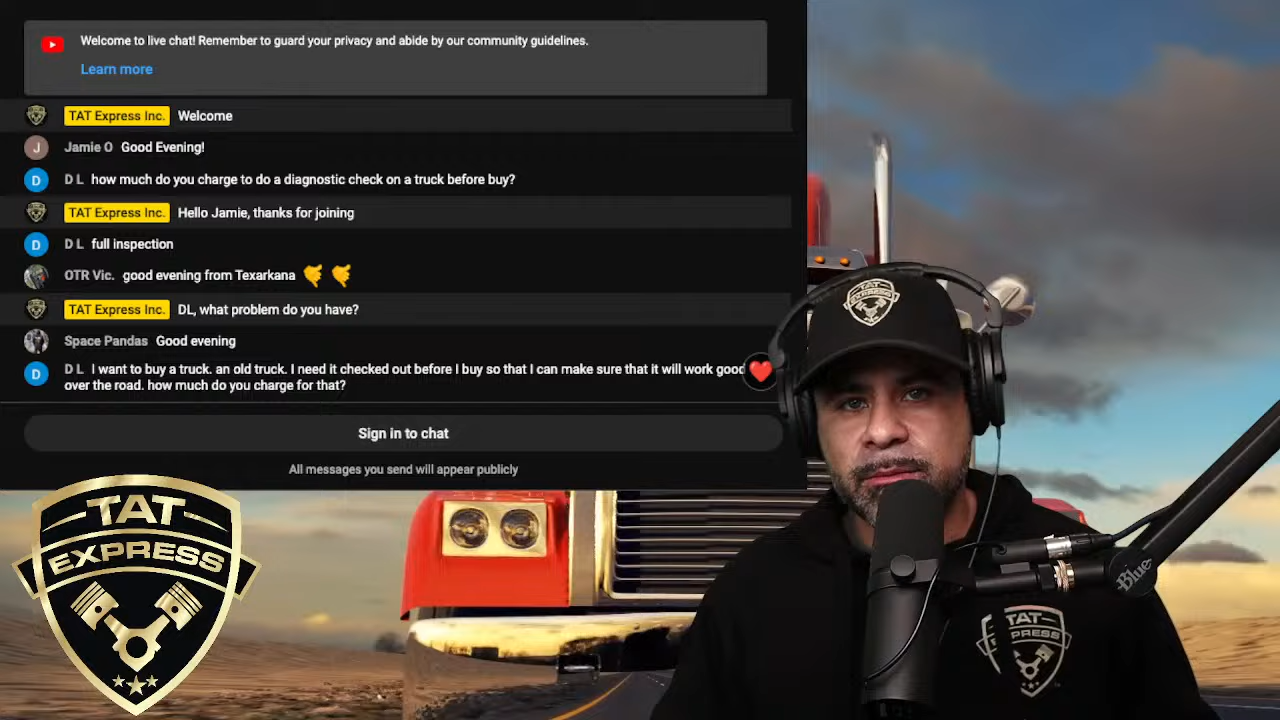 Welcome to live chat! Remember to guard your privacy and abide by our community guidelines.
Learn more
TAT Express Inc. Welcome
J Jamie O Good Evening!
D D L how much do you charge to do a diagnostic check on a truck before buy?
TAT Express Inc. Hello Jamie, thanks for joining
D D L full inspection
OTR Vic. good evening from Texarkana
TAT Express Inc. DL, what problem do you have?
Space Pandas Good evening
D D L I want to buy a truck. an old truck. I need it checked out before I buy so that I can make sure that it will work good
over the road. how much do you charge for that?
Sign in to chat
All messages you send will appear publicly
TAT
EXPRESS
TAT
EXPRESS
Blue
TAT
PRESS